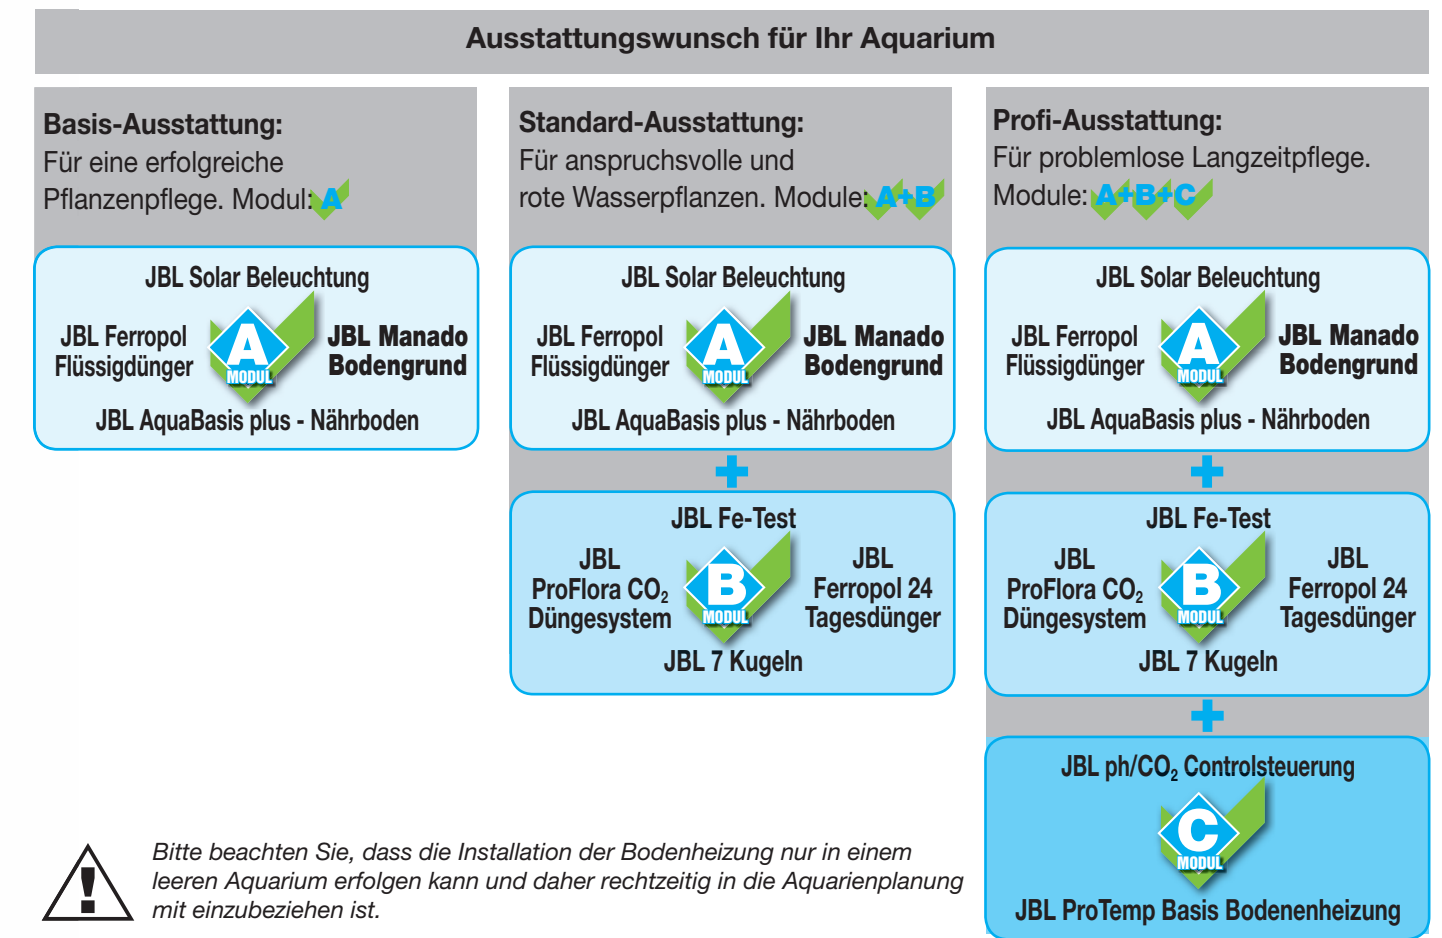 Ausstattungswunsch für Ihr Aquarium
Basis-Ausstattung:
Für eine erfolgreiche
Pflanzenpflege. Modul: A
JBL Solar Beleuchtung
JBL Ferropol
Flüssigdünger
A
MODUL
JBL Manado
Bodengrund
JBL AquaBasis plus - Nährboden
Standard-Ausstattung:
Für anspruchsvolle und
rote Wasserpflanzen. Module: A+B
JBL Solar Beleuchtung
JBL Ferropol
Flüssigdünger
A
MODUL
JBL Manado
Bodengrund
JBL AquaBasis plus - Nährboden
+
JBL Fe-Test
JBL
ProFlora CO₂
Düngesystem
B
MODUL
JBL
Ferropol 24
Tagesdünger
JBL 7 Kugeln
Profi-Ausstattung:
Für problemlose Langzeitpflege.
Module: A+B+C
JBL Solar Beleuchtung
JBL Ferropol
Flüssigdünger
A
MODUL
JBL Manado
Bodengrund
JBL AquaBasis plus - Nährboden
+
JBL Fe-Test
JBL
ProFlora CO₂
Düngesystem
B
MODUL
JBL
Ferropol 24
Tagesdünger
JBL 7 Kugeln
+
JBL ph/CO₂ Controlsteuerung
C
MODUL
JBL ProTemp Basis Bodenenheizung
!
Bitte beachten Sie, dass die Installation der Bodenheizung nur in einem
leeren Aquarium erfolgen kann und daher rechtzeitig in die Aquarienplanung
mit einzubeziehen ist.